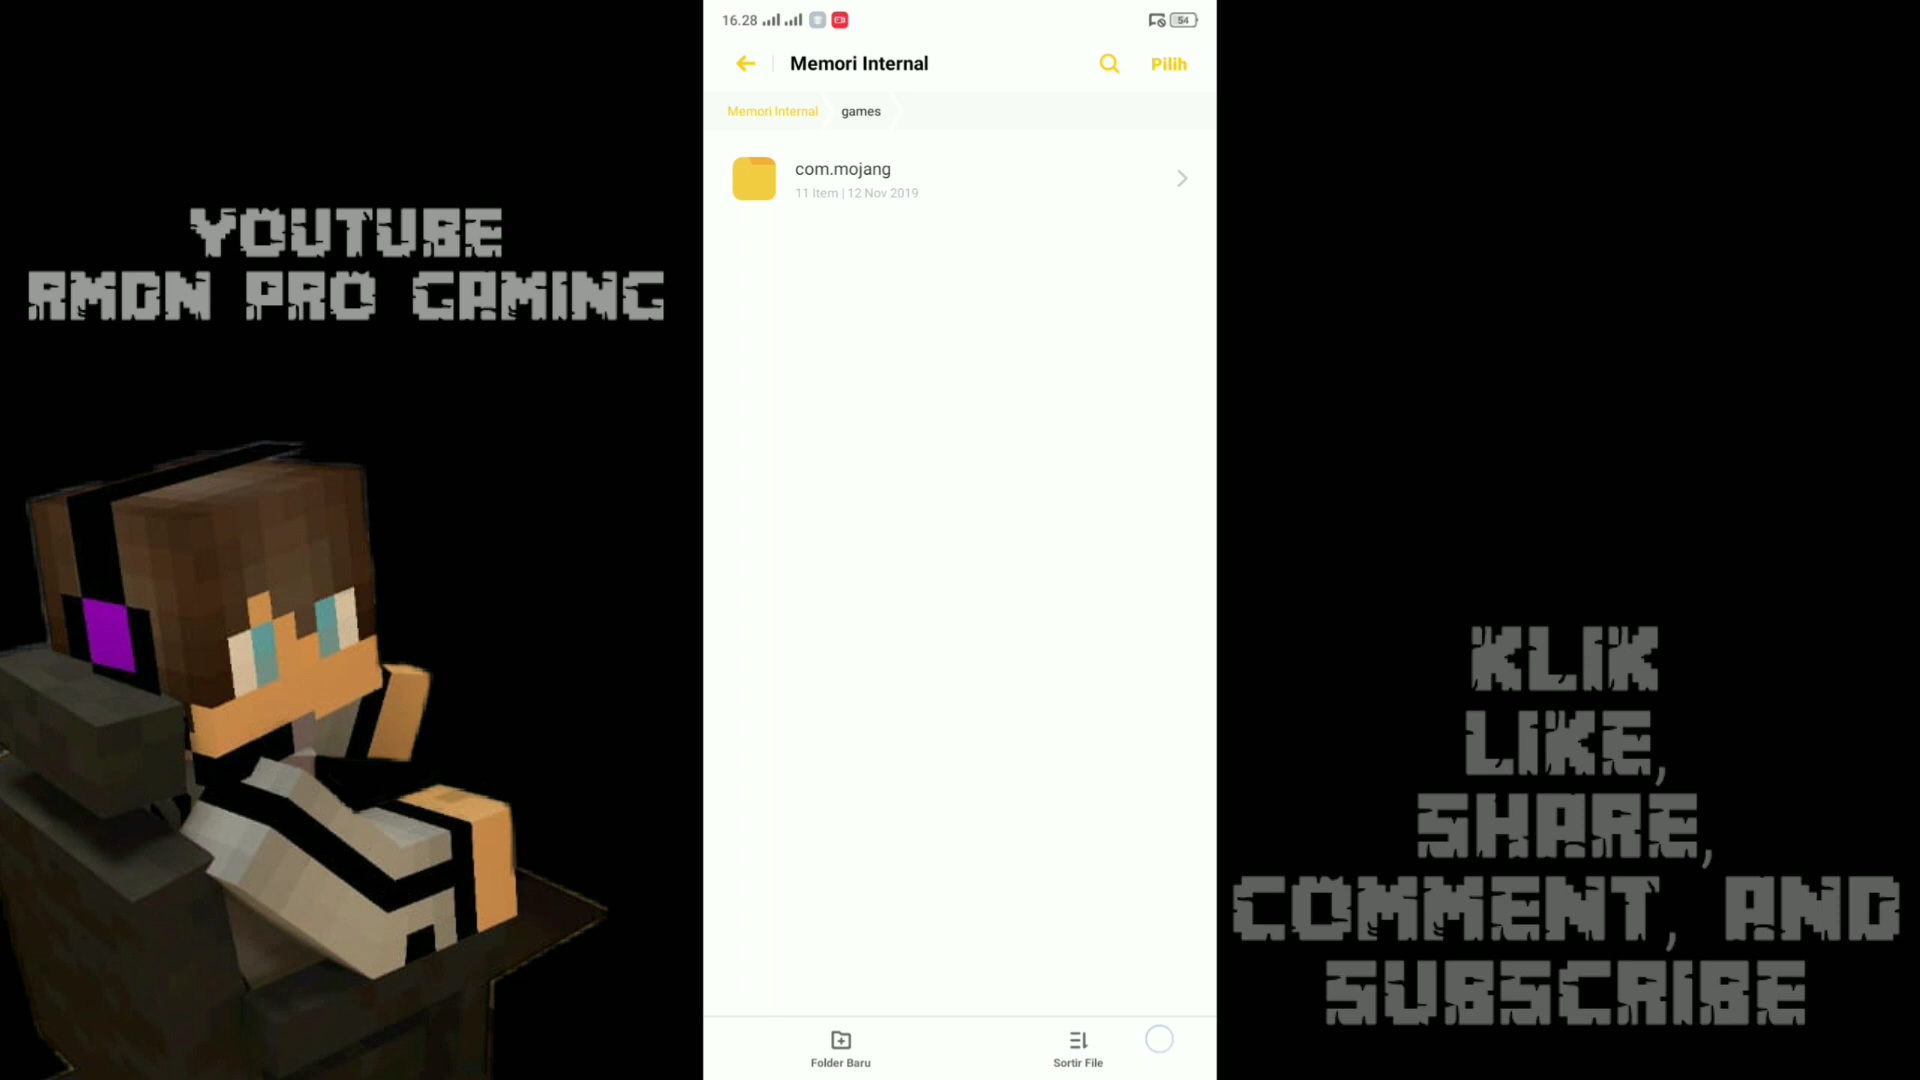 YOUTUBE
RMDN PRO GAMING
16.28
54
Memori Internal
Pilih
Memori Internal
games
com.mojang
11 Item | 12 Nov 2019
KLIK
LIKE,
SHARE,
COMMENT, AND
SUBSCRIBE
Folder Baru
Sortir File